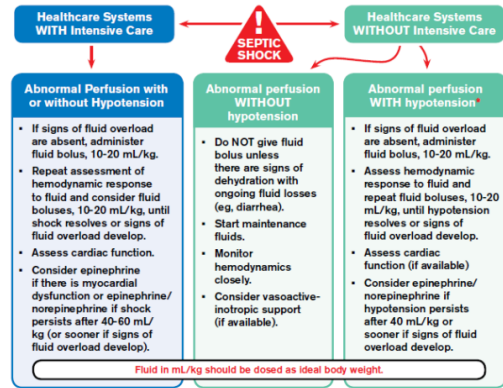 Healthcare Systems
WITH Intensive Care
!
SEPTIC
SHOCK
Healthcare Systems
WITHOUT Intensive Care
Abnormal Perfusion with
or without Hypotension
▪ If signs of fluid overload
are absent, administer
fluid bolus, 10-20 mL/kg.
▪ Repeat assessment of
hemodynamic response
to fluid and consider fluid
boluses, 10-20 mL/kg, until
shock resolves or signs of
fluid overload develop.
▪ Assess cardiac function.
▪ Consider epinephrine
if there is myocardial
dysfunction or epinephrine/
norepinephrine if shock
persists after 40-60 mL/
kg (or sooner if signs of
fluid overload develop).
Abnormal perfusion
WITHOUT
hypotension
▪ Do NOT give fluid
bolus unless
there are signs of
dehydration with
ongoing fluid losses
(eg, diarrhea).
▪ Start maintenance
fluids.
▪ Monitor
hemodynamics
closely.
▪ Consider vasoactive-
inotropic support
(if available).
Abnormal perfusion
WITH hypotension*
▪ If signs of fluid overload
are absent, administer
fluid bolus, 10-20 mL/kg.
▪ Assess hemodynamic
response to fluid and
repeat fluid boluses, 10-20
mL/kg, until hypotension
resolves or signs of
fluid overload develop.
▪ Assess cardiac
function (if available)
▪ Consider epinephrine/
norepinephrine if
hypotension persists
after 40 mL/kg or
sooner if signs of fluid
overload develop.
Fluid in mL/kg should be dosed as ideal body weight.